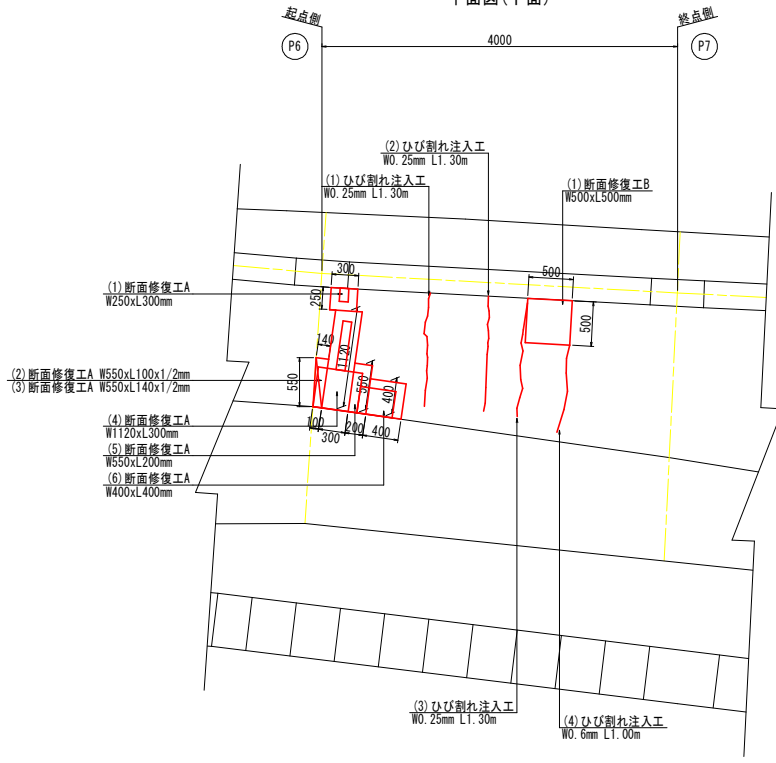 平面図(下面)
起点側
終点側
P6
4000
P7
(2)ひび割れ注入工
W0.25mm L1.30m
(1)ひび割れ注入工
W0.25mm L1.30m
(1)断面修復工B
W500xL500mm
300
500
(1)断面修復工A
W250xL300mm
250
500
140
1120
(2)断面修復工A W550xL100x1/2mm
(3)断面修復工A W550xL140x1/2mm
550
550
400
(4)断面修復工A
W1120xL300mm
100
300
200
400
(5)断面修復工A
W550xL200mm
(6)断面修復工A
W400xL400mm
(3)ひび割れ注入工
W0.25mm L1.30m
(4)ひび割れ注入工
W0.6mm L1.00m